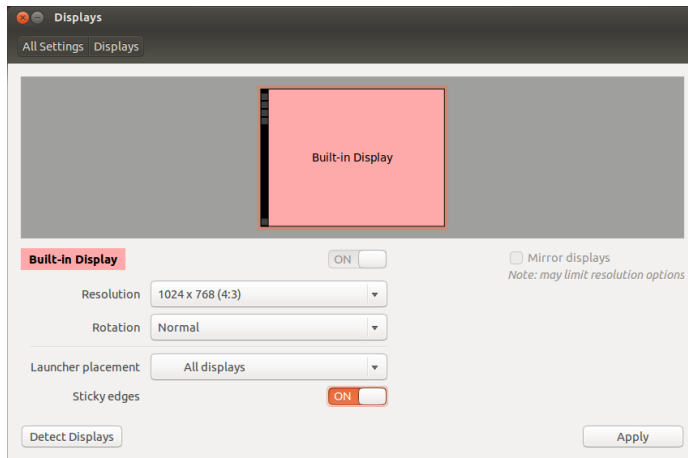 Displays
All Settings Displays
Built-in Display
Built-in Display ON Mirror displays
Note: may limit resolution options
Resolution 1024 x 768 (4:3)
Rotation Normal
Launcher placement All displays
Sticky edges ON
Detect Displays Apply